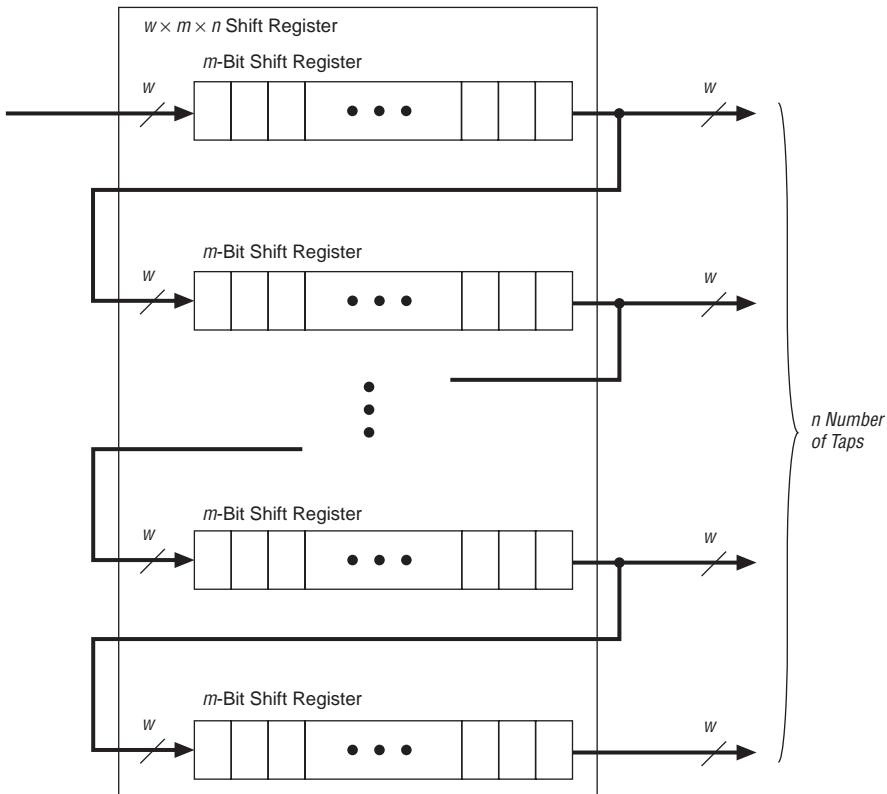 w × m × n Shift Register
m-Bit Shift Register
w
w
m-Bit Shift Register
w
w
n Number
of Taps
m-Bit Shift Register
w
w
m-Bit Shift Register
w
w